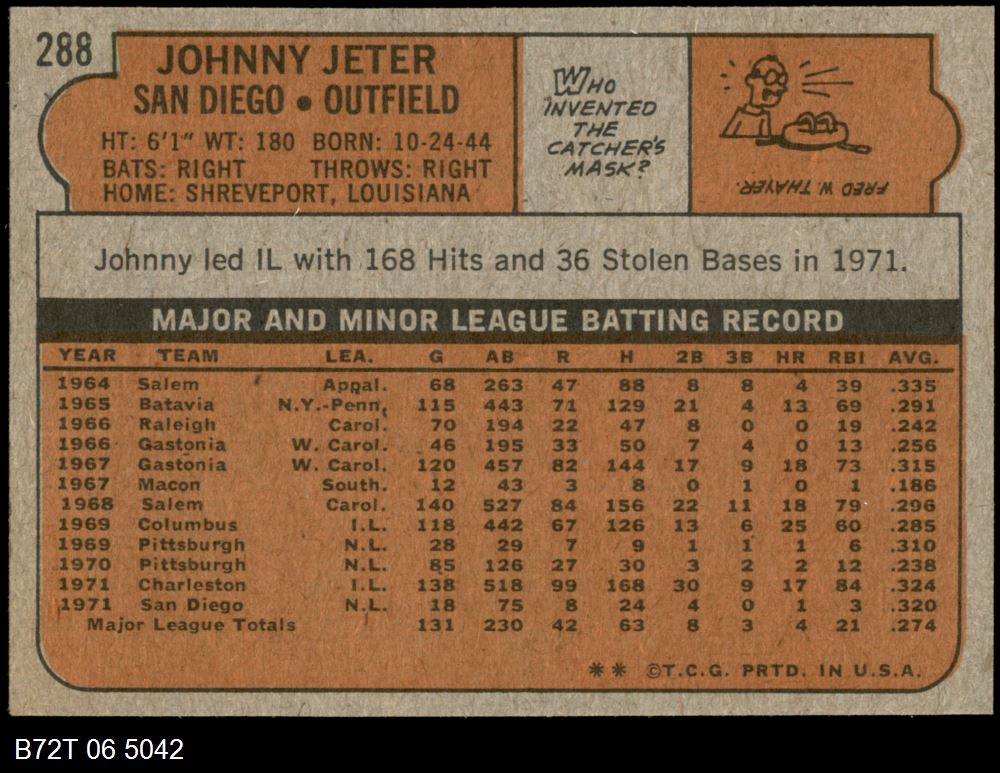 288
JOHNNY JETER
SAN DIEGO • OUTFIELD
HT: 6'1" WT: 180 BORN: 10-24-44
BATS: RIGHT THROWS: RIGHT
HOME: SHREVEPORT, LOUISIANA
WHO
INVENTED
THE
CATCHER'S
MASK?
FRED W. THAYER.
Johnny led IL with 168 Hits and 36 Stolen Bases in 1971.
MAJOR AND MINOR LEAGUE BATTING RECORD
YEAR TEAM LEA. G AB R H 2B 3B HR RBI AVG.
1964 Salem Appal. 68 263 47 88 8 8 4 39 .335
1965 Batavia N.Y.-Penn. 115 443 71 129 21 4 13 69 .291
1966 Raleigh Carol. 70 194 22 47 8 0 0 19 .242
1966 Gastonia W. Carol. 46 195 33 50 7 4 0 13 .256
1967 Gastonia W. Carol. 120 457 82 144 17 9 18 73 .315
1967 Macon South. 12 43 3 8 0 1 0 1 .186
1968 Salem Carol. 140 527 84 156 22 11 18 79 .296
1969 Columbus I.L. 118 442 67 126 13 6 25 60 .285
1969 Pittsburgh N.L. 28 29 7 9 1 1 1 6 .310
1970 Pittsburgh N.L. 85 126 27 30 3 2 2 12 .238
1971 Charleston I.L. 138 518 99 168 30 9 17 84 .324
1971 San Diego N.L. 18 75 8 24 4 0 1 3 .320
Major League Totals 131 230 42 63 8 3 4 21 .274
** ©T.C.G. PRTD. IN U.S.A.
B72T 06 5042